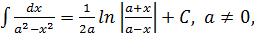 ∫ dx/(a²−x²) = 1/(2a) ln |(a+x)/(a−x)| + C, a ≠ 0,